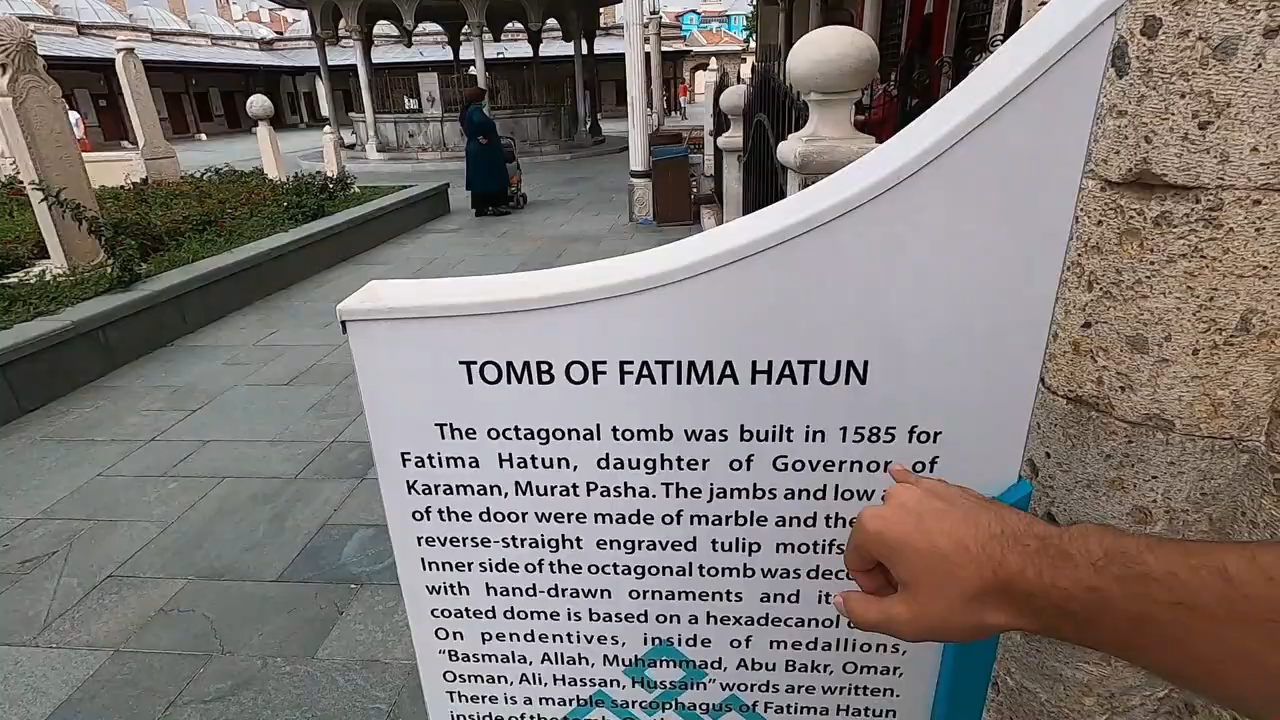 TOMB OF FATIMA HATUN
The octagonal tomb was built in 1585 for
Fatima Hatun, daughter of Governor of
Karaman, Murat Pasha. The jambs and low
of the door were made of marble and the
reverse-straight engraved tulip motifs
Inner side of the octagonal tomb was
with hand-drawn ornaments and
coated dome is based on a hexadecanol
On pendentives, inside of medallions,
"Basmala, Allah, Muhammad, Abu Bakr, Omar,
Osman, Ali, Hassan, Hussain" words are written.
There is a marble sarcophagus of Fatima Hatun
inside of the tomb.